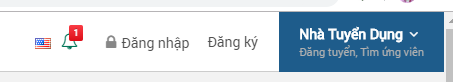 1
Đăng nhập
Đăng ký
Nhà Tuyển Dụng
Đăng tuyển, Tìm ứng viên